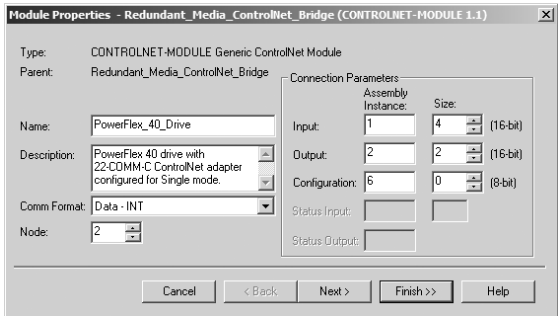 Module Properties - Redundant_Media_ControlNet_Bridge (CONTROLNET-MODULE 1.1)
Type: CONTROLNET-MODULE Generic ControlNet Module
Parent: Redundant_Media_ControlNet_Bridge
Connection Parameters
Assembly
Instance: Size:
Name: PowerFlex_40_Drive
Input: 1 4 (16-bit)
Description: PowerFlex 40 drive with
22-COMM-C ControlNet adapter
configured for Single mode.
Output: 2 2 (16-bit)
Configuration: 6 0 (8-bit)
Comm Format: Data - INT
Status Input:
Node: 2
Status Output:
Cancel < Back Next > Finish >> Help